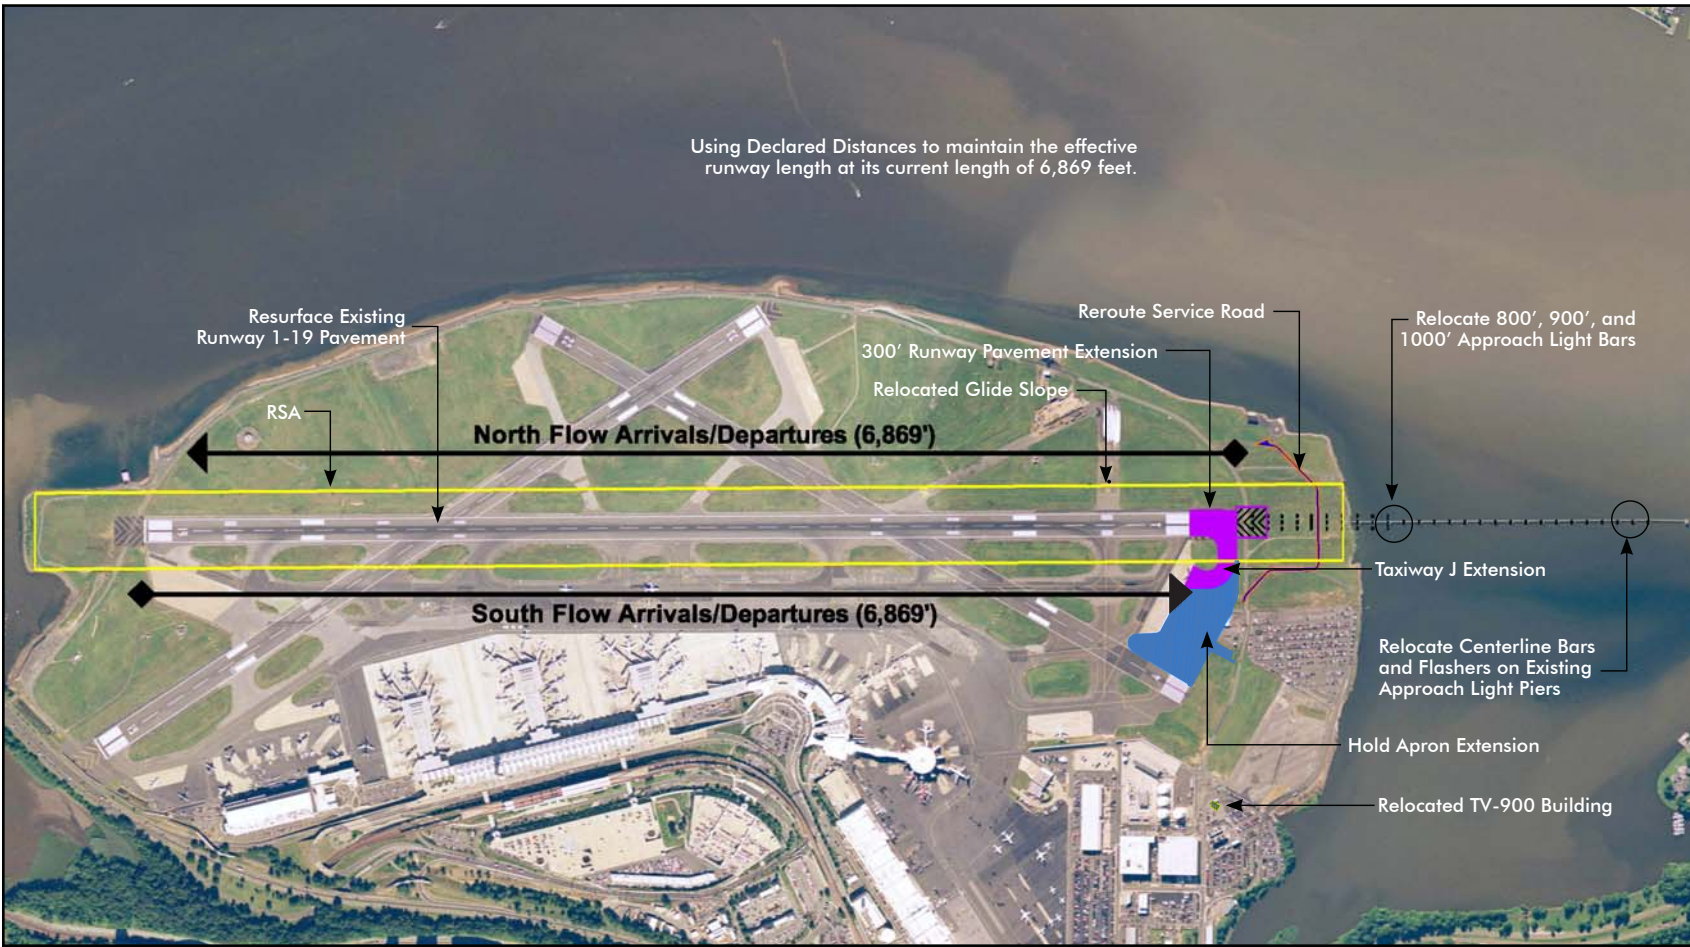 Using Declared Distances to maintain the effective
runway length at its current length of 6,869 feet.
Resurface Existing
Runway 1-19 Pavement
Reroute Service Road
Relocate 800’, 900’, and
1000’ Approach Light Bars
300’ Runway Pavement Extension
Relocated Glide Slope
RSA
North Flow Arrivals/Departures (6,869')
Taxiway J Extension
South Flow Arrivals/Departures (6,869')
Relocate Centerline Bars
and Flashers on Existing
Approach Light Piers
Hold Apron Extension
Relocated TV-900 Building